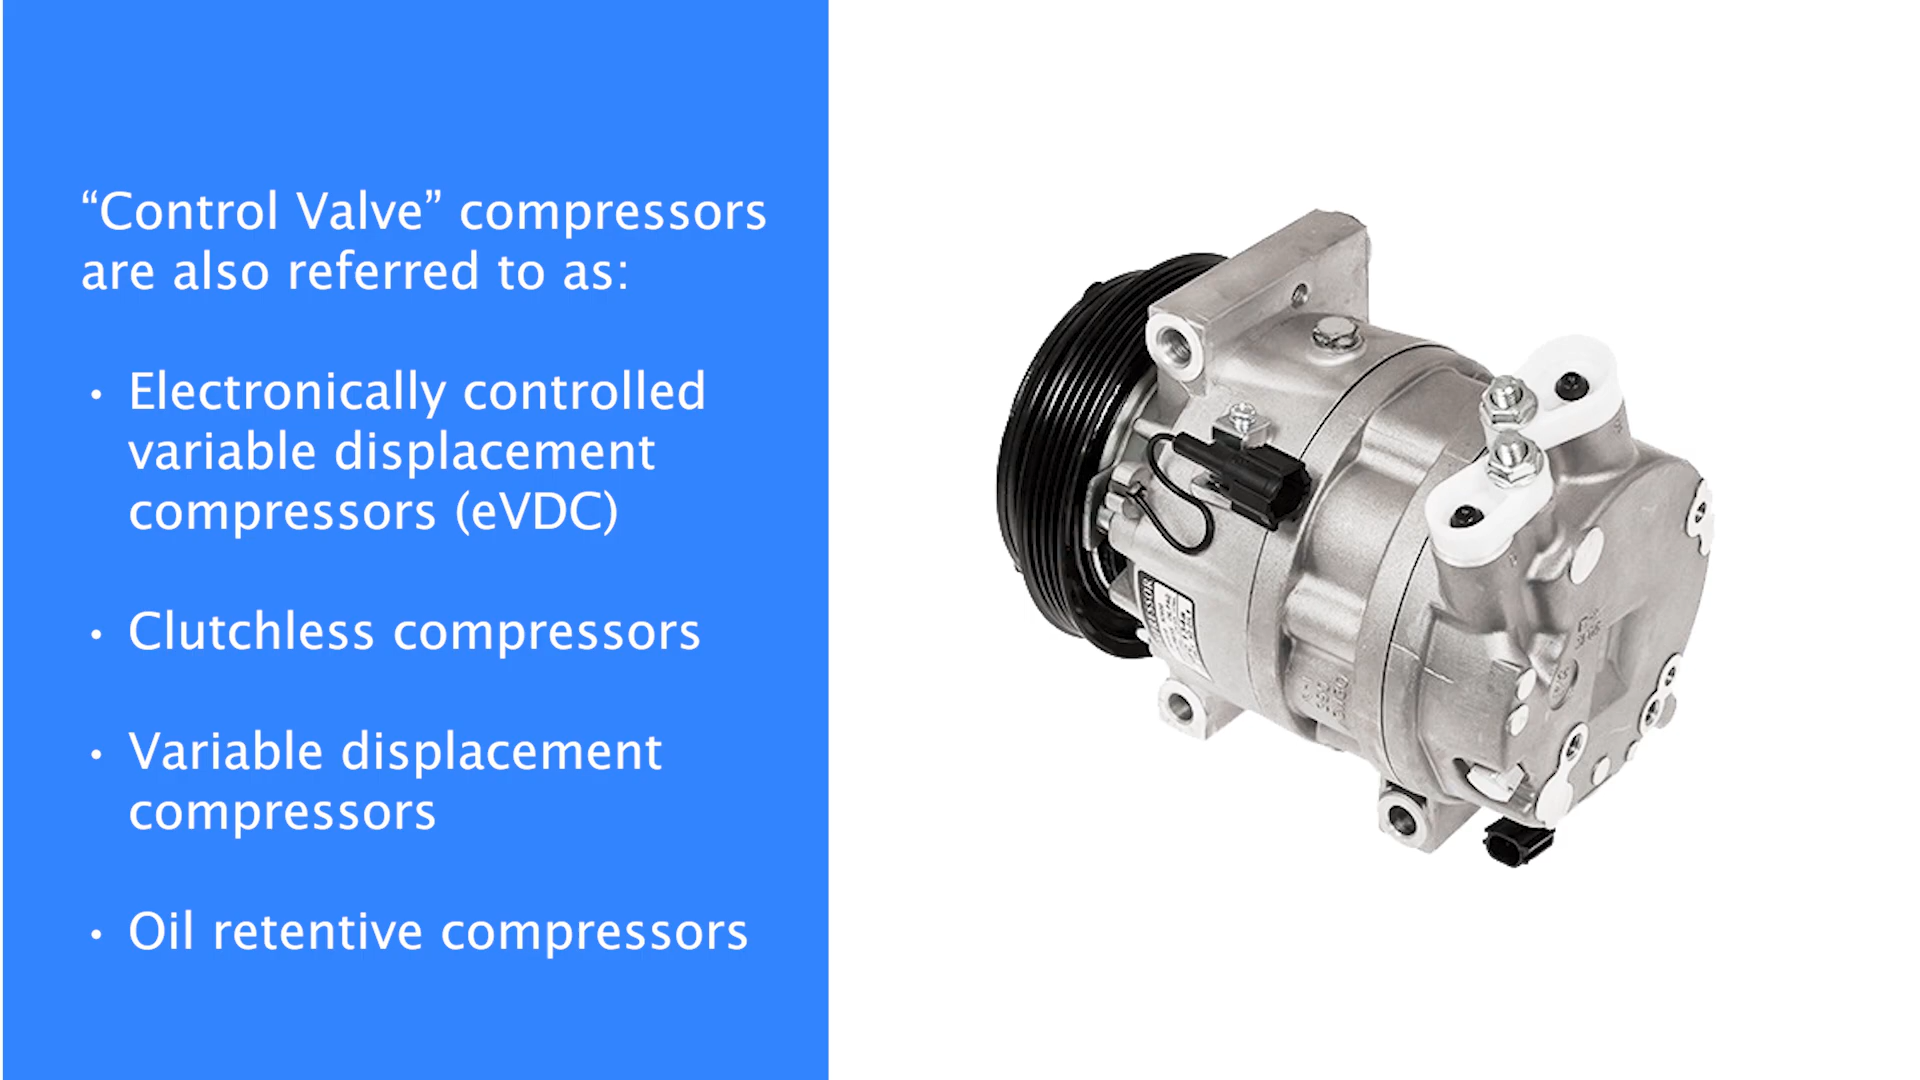 “Control Valve” compressors
are also referred to as:
• Electronically controlled
variable displacement
compressors (eVDC)
• Clutchless compressors
• Variable displacement
compressors
• Oil retentive compressors